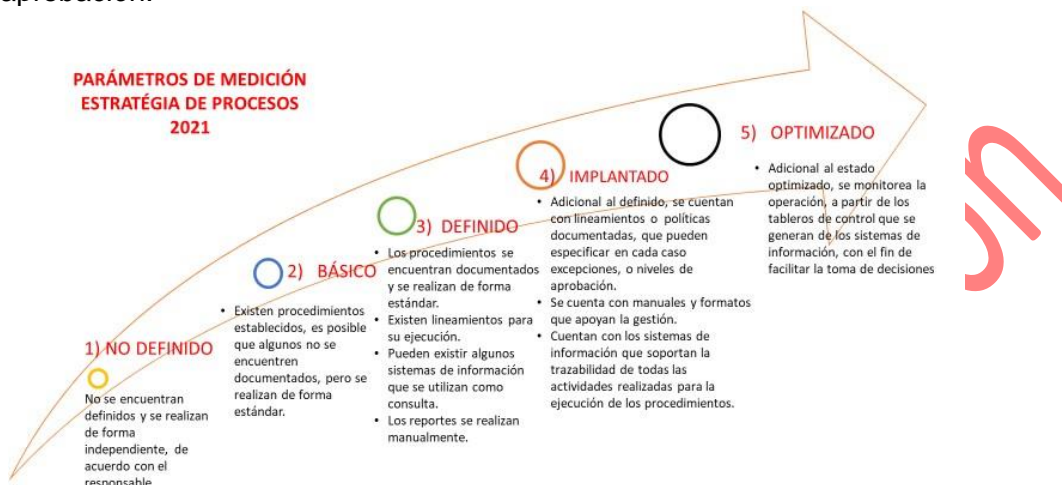 aprobación.
PARÁMETROS DE MEDICIÓN
ESTRATÉGIA DE PROCESOS
2021
1) NO DEFINIDO
No se encuentran
definidos y se realizan
de forma
independiente, de
acuerdo con el
responsable
2) BÁSICO
• Existen procedimientos
establecidos, es posible
que algunos no se
encuentren
documentados, pero se
realizan de forma
estándar.
3) DEFINIDO
• Los procedimientos se
encuentran documentados
y se realizan de forma
estándar.
• Existen lineamientos para
su ejecución.
• Pueden existir algunos
sistemas de información
que se utilizan como
consulta.
• Los reportes se realizan
manualmente.
4) IMPLANTADO
• Adicional al definido, se cuentan
con lineamientos o políticas
documentadas, que pueden
especificar en cada caso
excepciones, o niveles de
aprobación.
• Se cuenta con manuales y formatos
que apoyan la gestión.
• Cuentan con los sistemas de
información que soportan la
trazabilidad de todas las
actividades realizadas para la
ejecución de los procedimientos.
5) OPTIMIZADO
• Adicional al estado
optimizado, se monitorea la
operación, a partir de los
tableros de control que se
generan de los sistemas de
información, con el fin de
facilitar la toma de decisiones